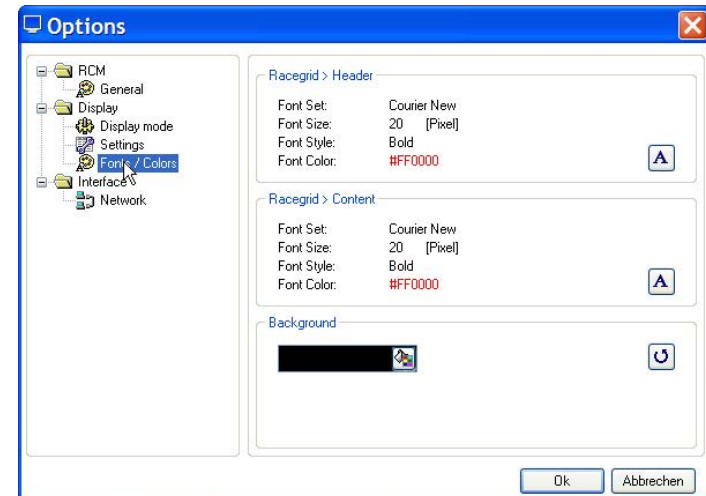 Options
RCM
General
Display
Display mode
Settings
Fonts / Colors
Interface
Network
Racegrid > Header
Font Set: Courier New
Font Size: 20 [Pixel]
Font Style: Bold
Font Color: #FF0000
A
Racegrid > Content
Font Set: Courier New
Font Size: 20 [Pixel]
Font Style: Bold
Font Color: #FF0000
A
Background
Ok Abbrechen